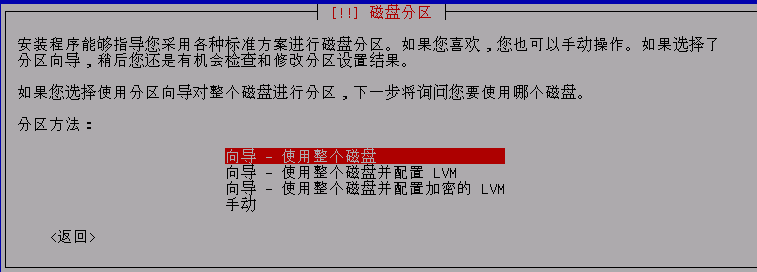 [!!] 磁盘分区
安装程序能够指导您采用各种标准方案进行磁盘分区。如果您喜欢,您也可以手动操作。如果选择了
分区向导,稍后您还是有机会检查和修改分区设置结果。
如果您选择使用分区向导对整个磁盘进行分区,下一步将询问您要使用哪个磁盘。
分区方法:
向导 - 使用整个磁盘
向导 - 使用整个磁盘并配置 LVM
向导 - 使用整个磁盘并配置加密的 LVM
手动
<返回>